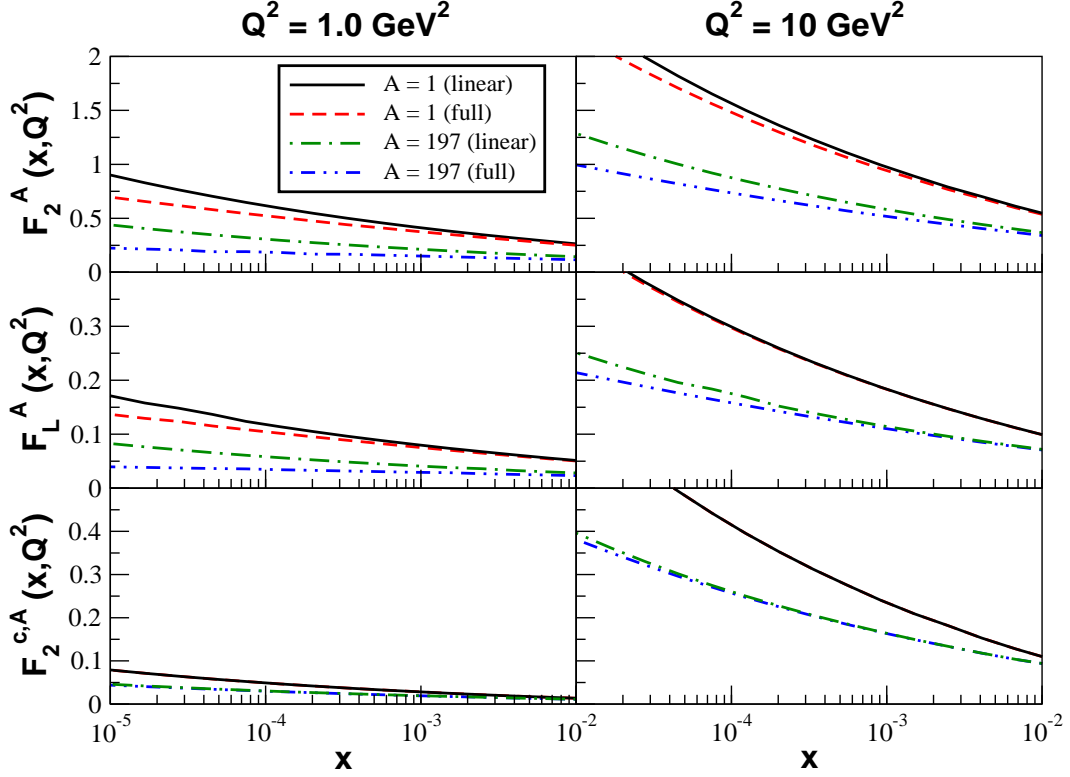 Q² = 1.0 GeV²
Q² = 10 GeV²
F₂ᴬ (x,Q²)
2
1.5
1
0.5
0
A = 1 (linear)
A = 1 (full)
A = 197 (linear)
A = 197 (full)
F_Lᴬ (x,Q²)
0.3
0.2
0.1
0
F₂^{c,A} (x,Q²)
0.4
0.3
0.2
0.1
0
10⁻⁵ 10⁻⁴ 10⁻³ 10⁻² 10⁻⁴ 10⁻³ 10⁻²
x x